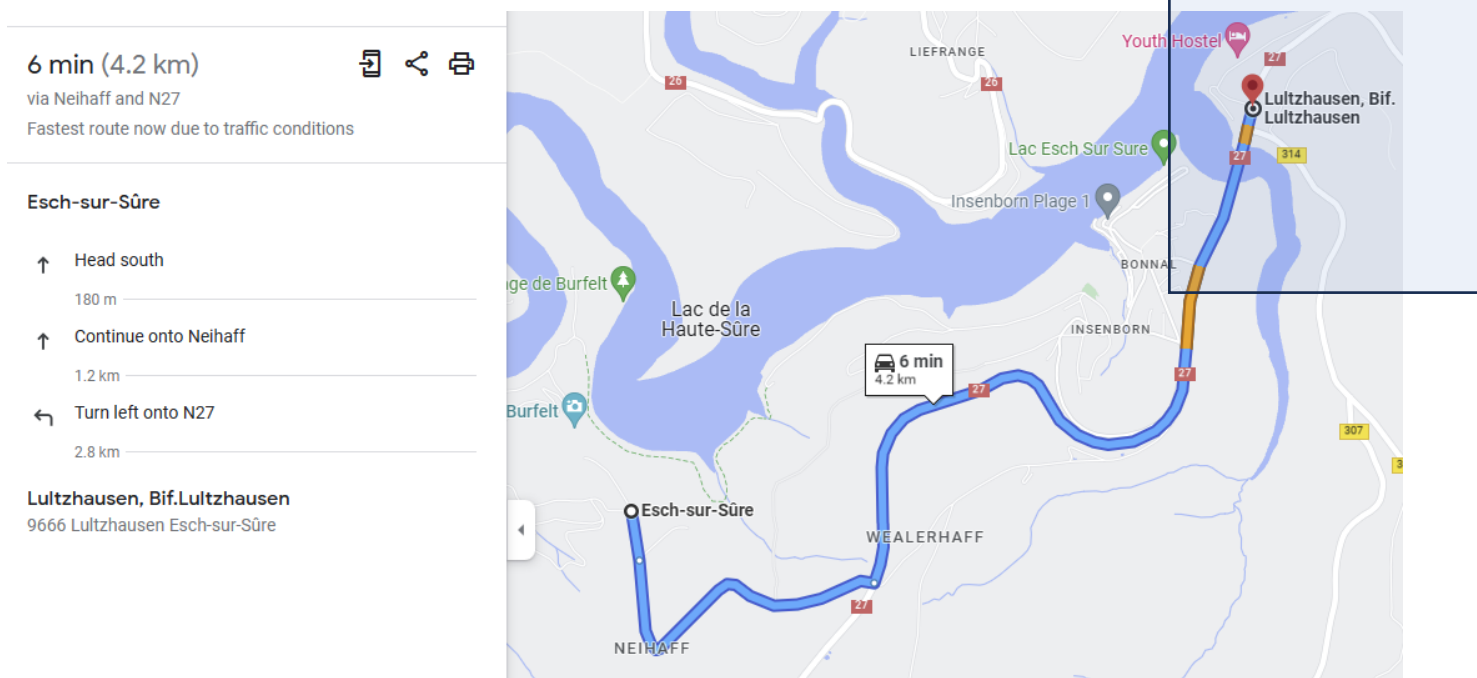 6 min (4.2 km)
via Neihaff and N27
Fastest route now due to traffic conditions
Esch-sur-Sûre
Head south
180 m
Continue onto Neihaff
1.2 km
Turn left onto N27
2.8 km
Lultzhausen, Bif.Lultzhausen
9666 Lultzhausen Esch-sur-Sûre
LIEFRANGE
Youth Hostel
27
26
26
Lultzhausen, Bif.
Lultzhausen
Lac Esch Sur Sure
27
314
Insenborn Plage 1
BONNAL
ge de Burfelt
Lac de la
Haute-Sûre
INSENBORN
6 min
4.2 km
27
27
Burfelt
307
3
Esch-sur-Sûre
WEALERHAFF
27
NEIHAFF